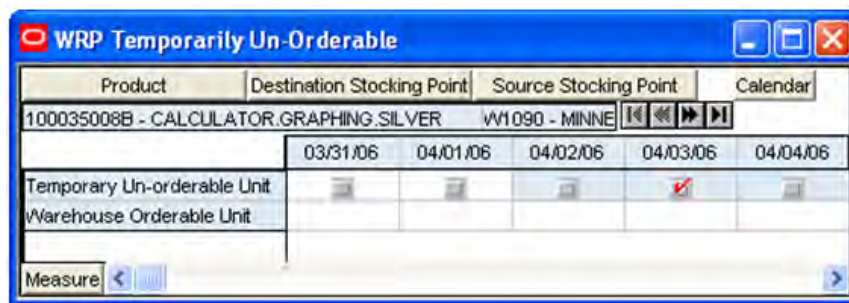 WRP Temporarily Un-Orderable
Product Destination Stocking Point Source Stocking Point Calendar
100035008B - CALCULATOR.GRAPHING.SILVER W1090 - MINNE
03/31/06 04/01/06 04/02/06 04/03/06 04/04/06
Temporary Un-orderable Unit
Warehouse Orderable Unit
Measure